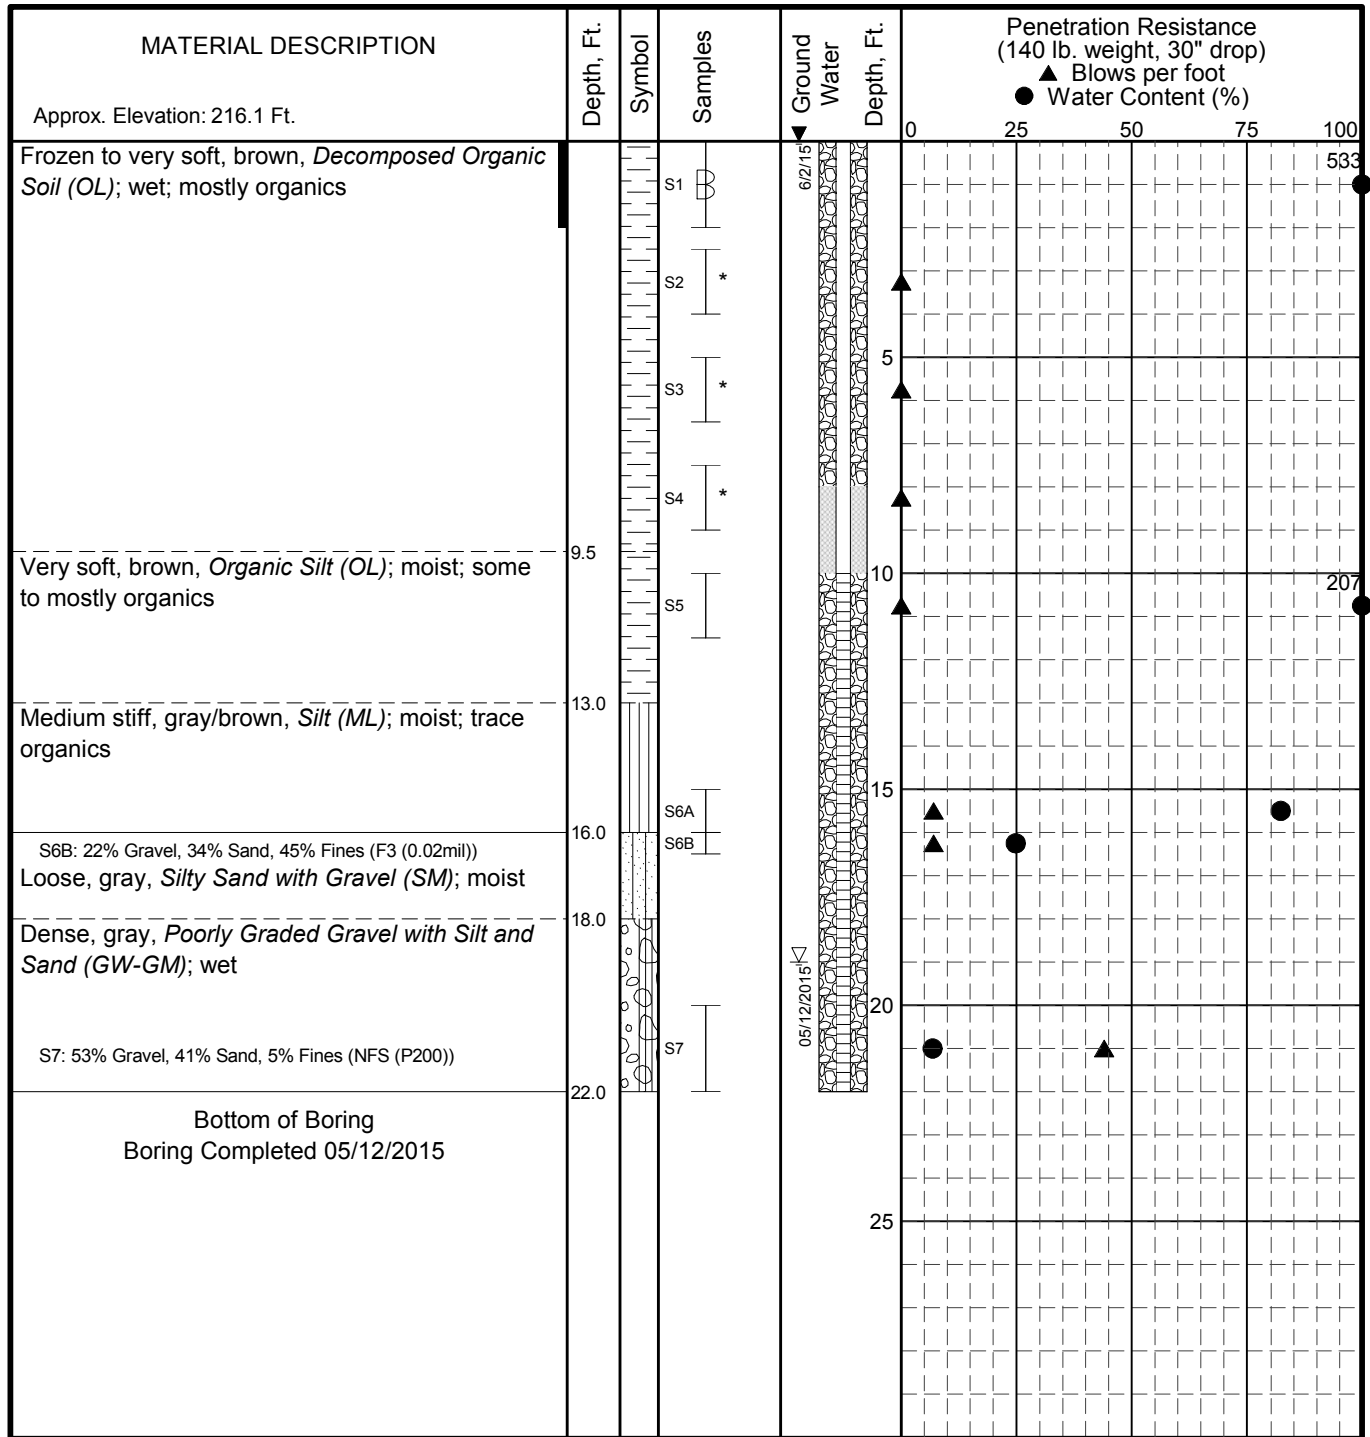 MATERIAL DESCRIPTION
Approx. Elevation: 216.1 Ft.
Depth, Ft.
Symbol
Samples
Ground
Water
Depth, Ft.
Penetration Resistance
(140 lb. weight, 30" drop)
▲ Blows per foot
● Water Content (%)
0 25 50 75 100
Frozen to very soft, brown, Decomposed Organic
Soil (OL); wet; mostly organics
S1
6/2/15
533
S2 *
5
S3 *
S4 *
9.5
Very soft, brown, Organic Silt (OL); moist; some
to mostly organics
S5
10
207
13.0
Medium stiff, gray/brown, Silt (ML); moist; trace
organics
15
S6A
16.0
S6B: 22% Gravel, 34% Sand, 45% Fines (F3 (0.02mil))
S6B
Loose, gray, Silty Sand with Gravel (SM); moist
18.0
Dense, gray, Poorly Graded Gravel with Silt and
Sand (GW-GM); wet
05/12/2015
20
S7: 53% Gravel, 41% Sand, 5% Fines (NFS (P200))
S7
22.0
Bottom of Boring
Boring Completed 05/12/2015
25